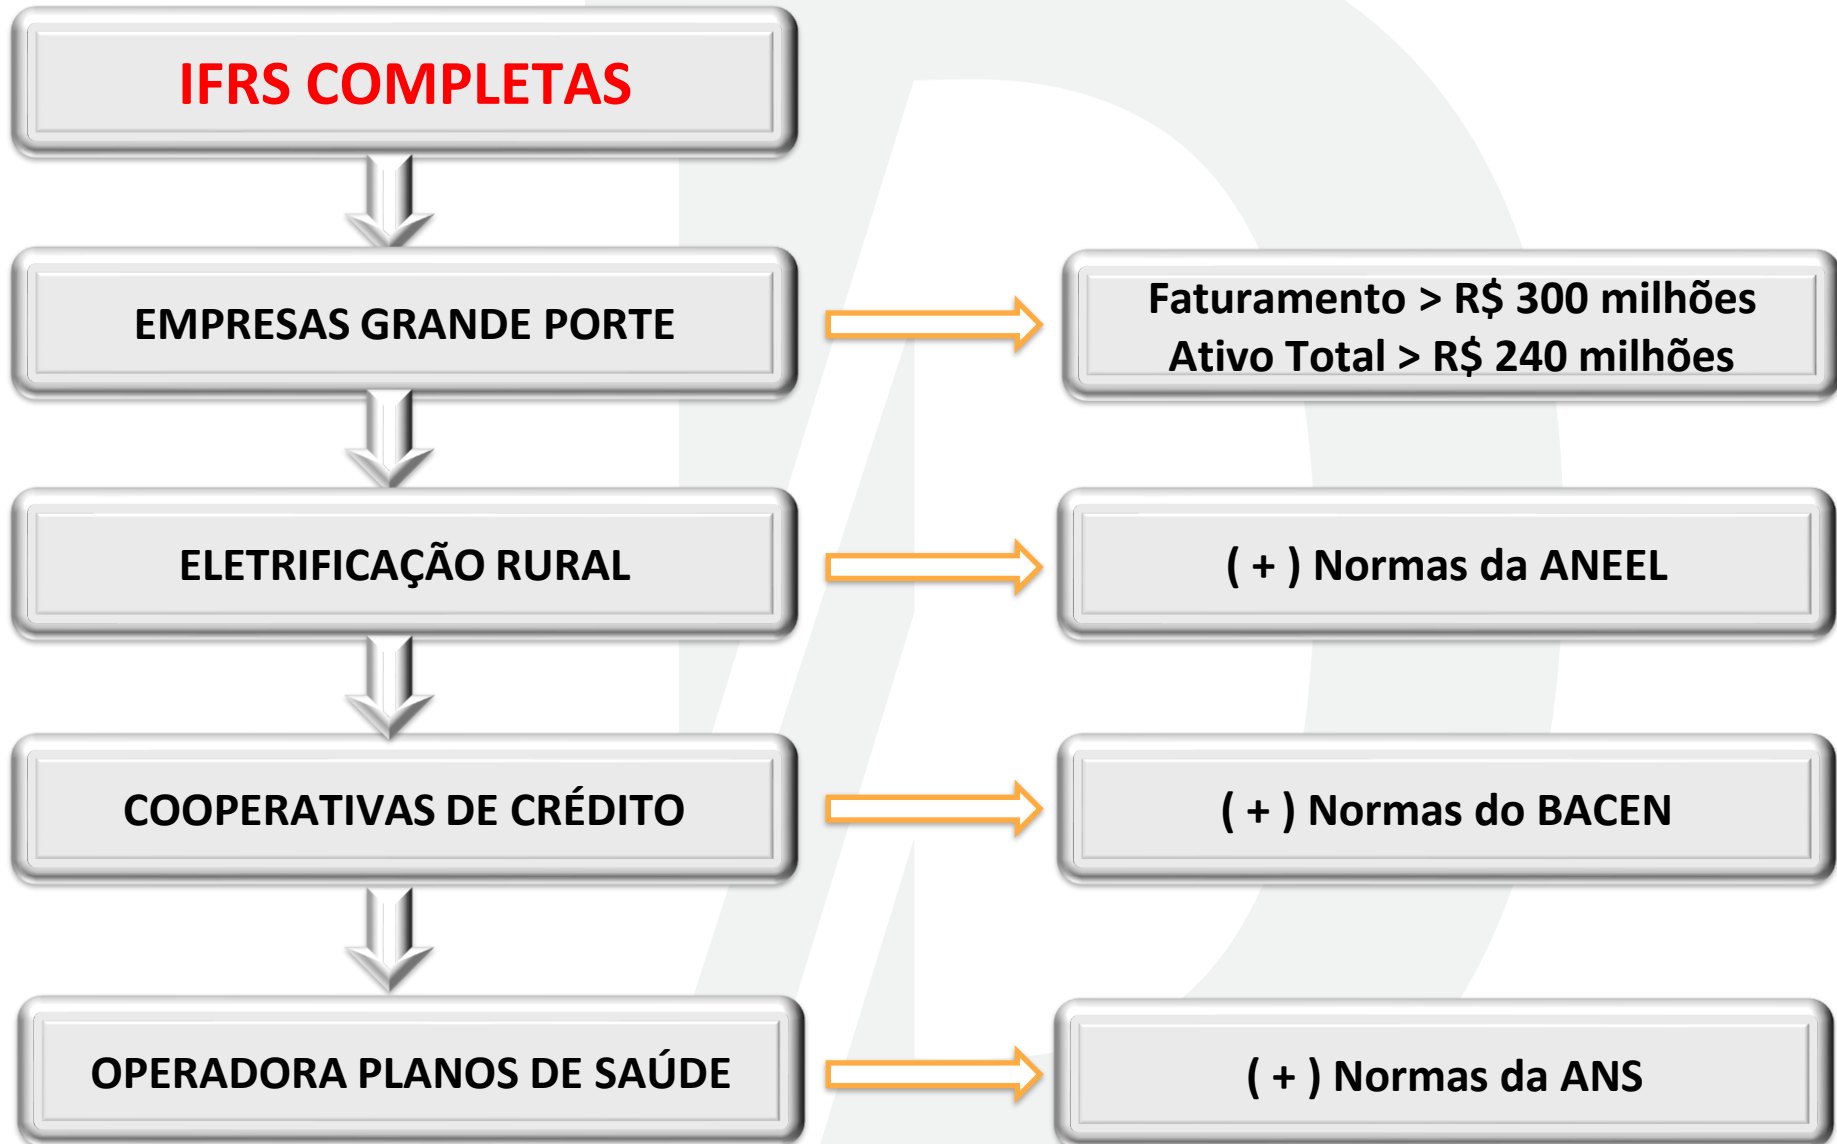 IFRS COMPLETAS
EMPRESAS GRANDE PORTE
Faturamento > R$ 300 milhões
Ativo Total > R$ 240 milhões
ELETRIFICAÇÃO RURAL
( + ) Normas da ANEEL
COOPERATIVAS DE CRÉDITO
( + ) Normas do BACEN
OPERADORA PLANOS DE SAÚDE
( + ) Normas da ANS